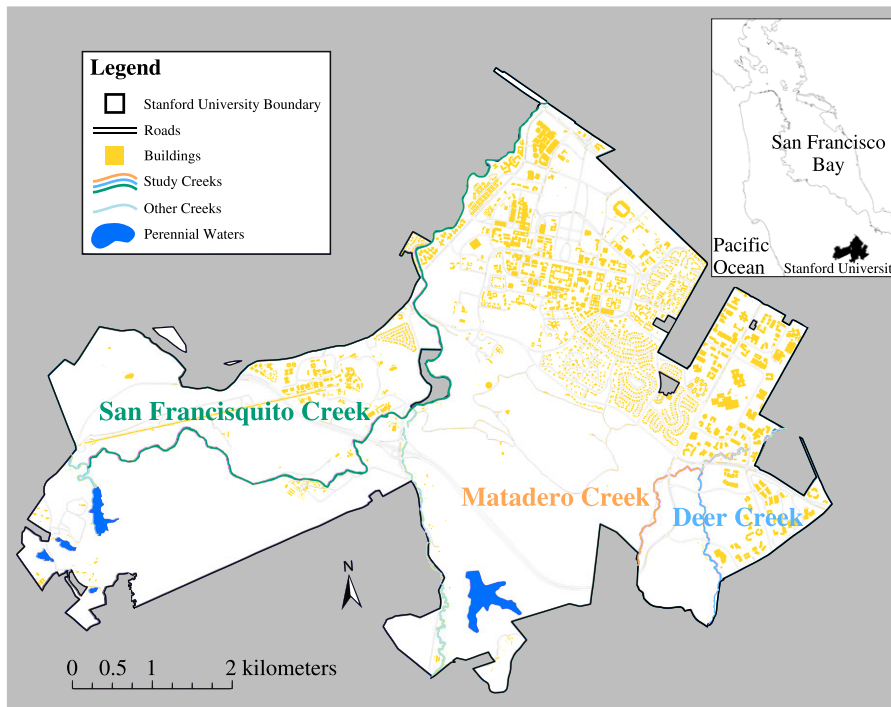 Legend
Stanford University Boundary
Roads
Buildings
Study Creeks
Other Creeks
Perennial Waters
San Francisco
Bay
Pacific
Ocean
Stanford Universit
San Francisquito Creek
Matadero Creek
Deer Creek
N
0 0.5 1 2 kilometers